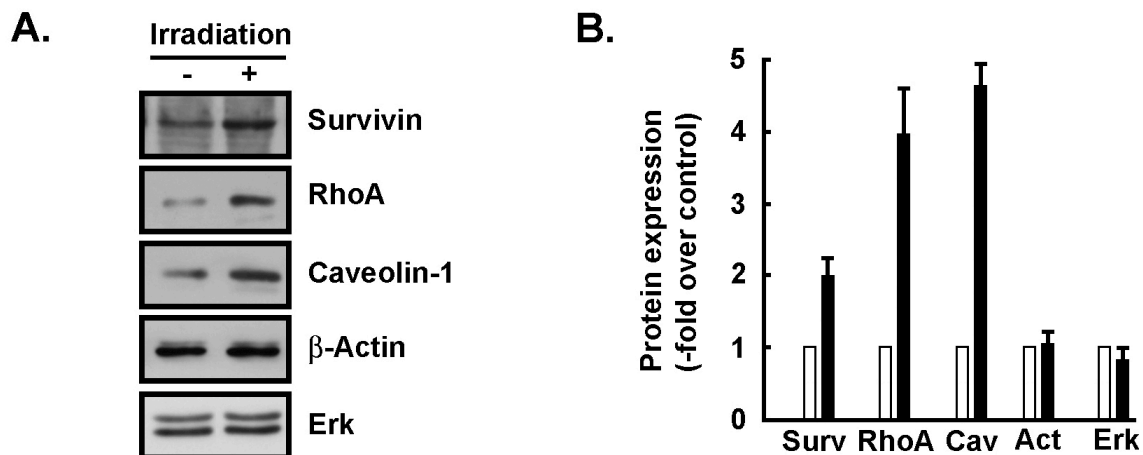 A.
Irradiation
- +
Survivin
RhoA
Caveolin-1
β-Actin
Erk
B.
Protein expression
(-fold over control)
5
4
3
2
1
0
Surv RhoA Cav Act Erk